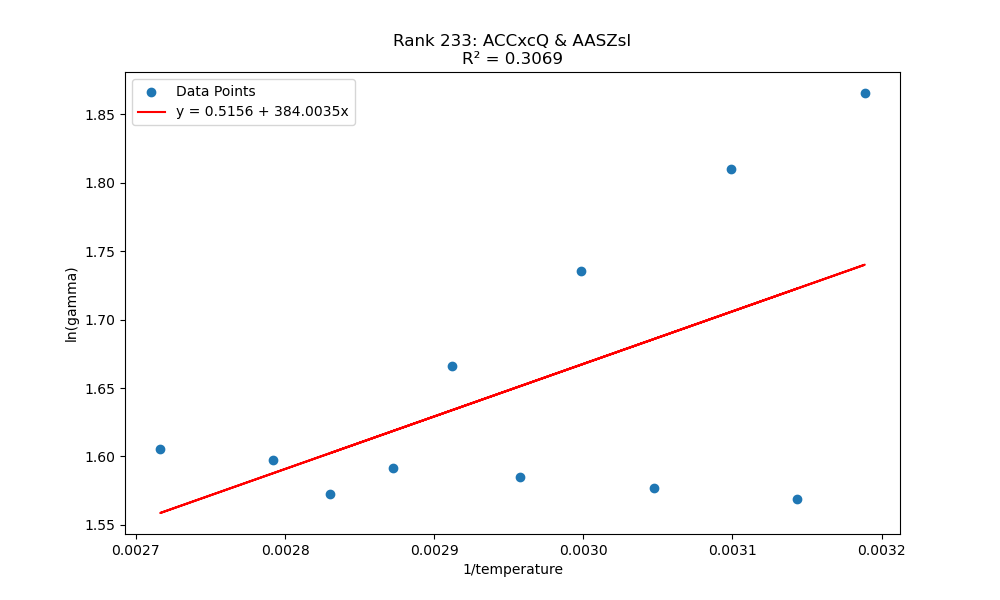 Rank 233: ACCxcQ & AASZsI
R² = 0.3069
Data Points
y = 0.5156 + 384.0035x
ln(gamma)
1.85
1.80
1.75
1.70
1.65
1.60
1.55
0.0027 0.0028 0.0029 0.0030 0.0031 0.0032
1/temperature